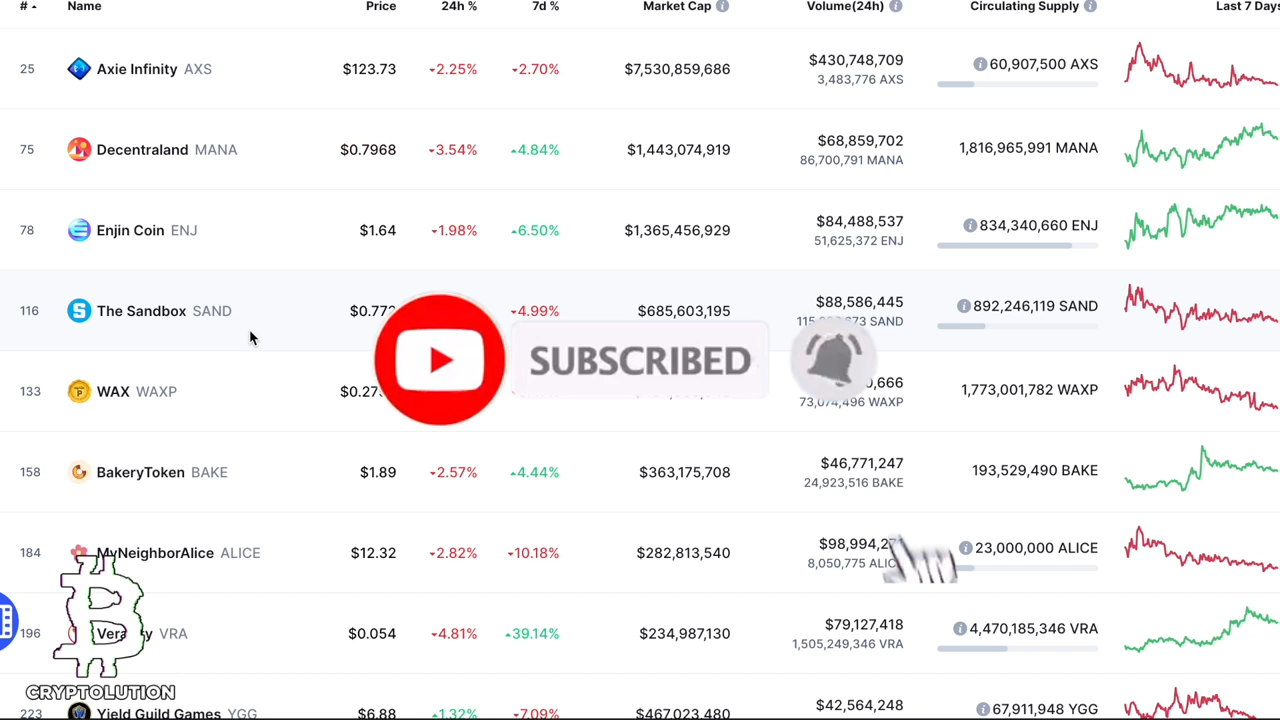 # Name Price 24h % 7d % Market Cap Volume(24h) Circulating Supply Last 7 Days
25 Axie Infinity AXS $123.73 2.25% 2.70% $7,530,859,686 $430,748,709 60,907,500 AXS
3,483,776 AXS
75 Decentraland MANA $0.7968 3.54% 4.84% $1,443,074,919 $68,859,702 1,816,965,991 MANA
86,700,791 MANA
78 Enjin Coin ENJ $1.64 1.98% 6.50% $1,365,456,929 $84,488,537 834,340,660 ENJ
51,625,372 ENJ
116 The Sandbox SAND 4.99% $685,603,195 $88,586,445 892,246,119 SAND
SAND
SUBSCRIBED
133 WAX WAXP 1,773,001,782 WAXP
73,074,496 WAXP
158 BakeryToken BAKE $1.89 2.57% 4.44% $363,175,708 $46,771,247 193,529,490 BAKE
24,923,516 BAKE
184 MyNeighborAlice ALICE $12.32 2.82% 10.18% $282,813,540 23,000,000 ALICE
8,050,775
196 VRA $0.054 4.81% 39.14% $234,987,130 $79,127,418 4,470,185,346 VRA
1,505,249,346 VRA
CRYPTOLUTION
223 Yield Guild Games YGG $6.88 1.32% 7.09% $467,023,480 $42,564,248 67,911,948 YGG